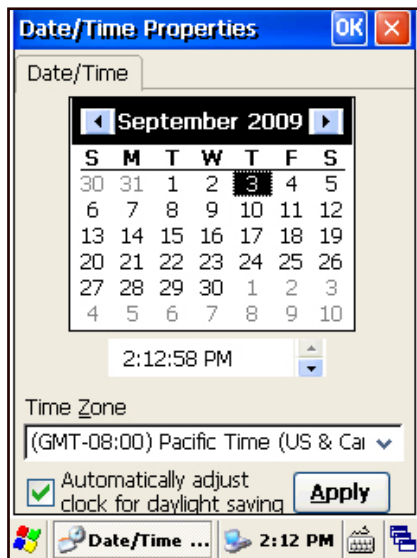 Date/Time Properties OK
Date/Time
September 2009
S M T W T F S
30 31 1 2 3 4 5
6 7 8 9 10 11 12
13 14 15 16 17 18 19
20 21 22 23 24 25 26
27 28 29 30 1 2 3
4 5 6 7 8 9 10
2:12:58 PM
Time Zone
(GMT-08:00) Pacific Time (US & Cai
Automatically adjust
clock for daylight saving
Apply
Date/Time ... 2:12 PM